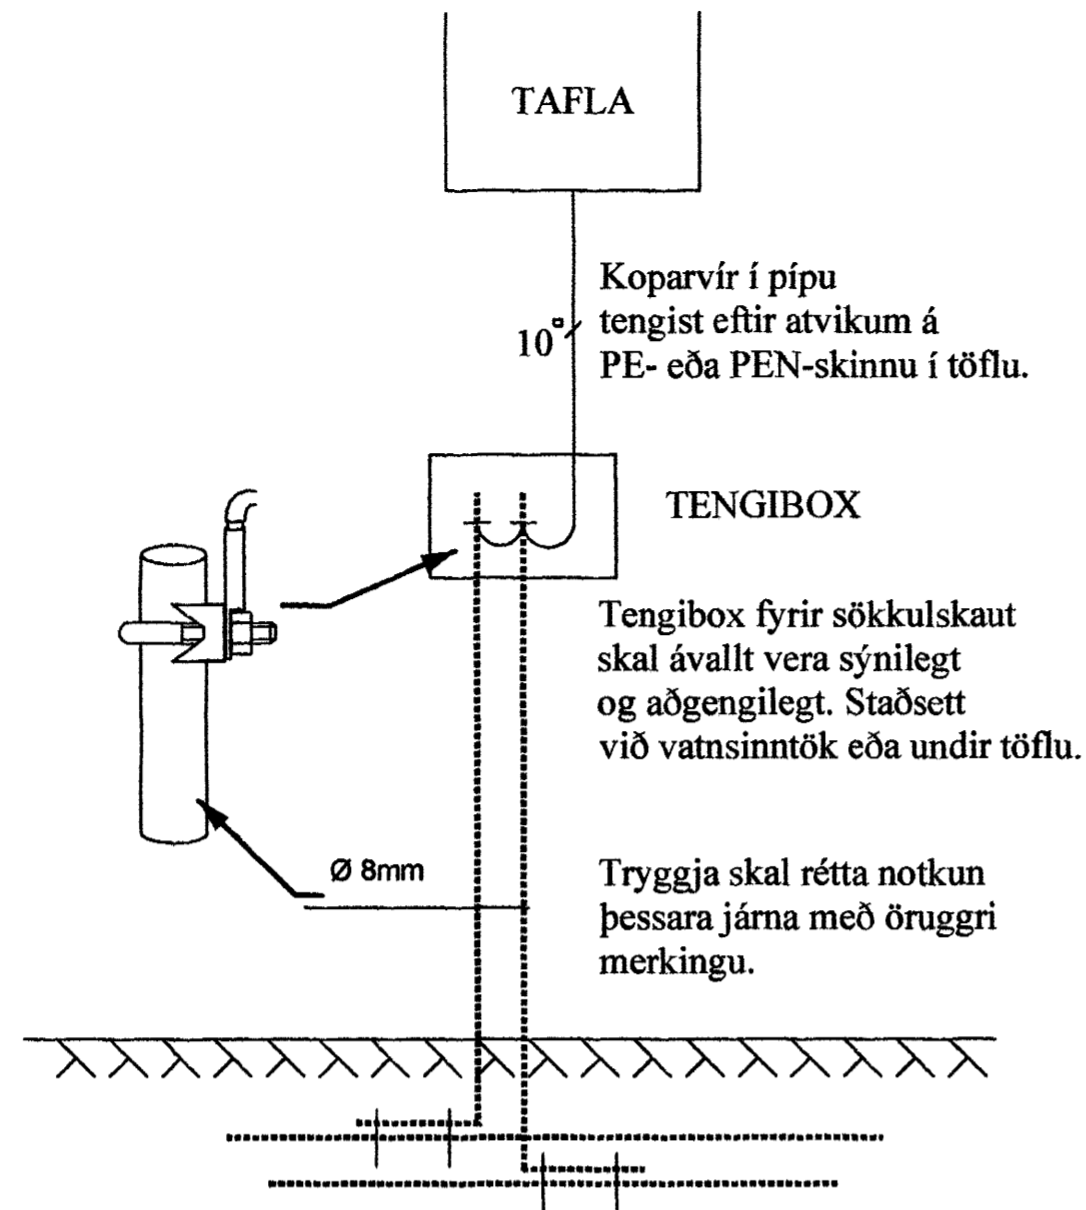 TAFLA
Koparvír í pípu
tengist eftir atvikum á
PE- eða PEN-skinnu í töflu.
10▫
TENGIBOX
Tengibox fyrir sökkulskaut
skal ávallt vera sýnilegt
og aðgengilegt. Staðsett
við vatnsinntök eða undir töflu.
Ø 8mm
Tryggja skal rétta notkun
þessara járna með öruggri
merkingu.